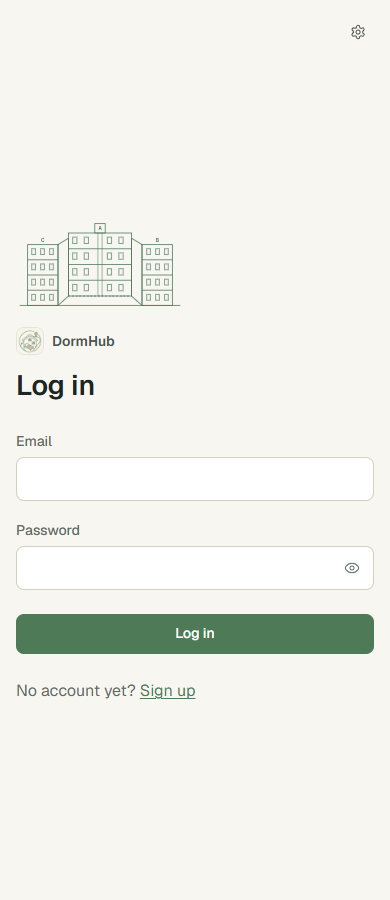 A
C
B
DormHub
Log in
Email
Password
Log in
No account yet? Sign up